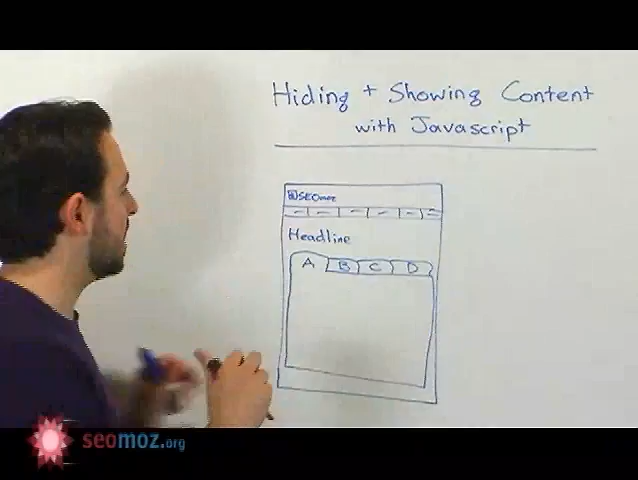 Hiding + Showing Content
with Javascript
SEOmoz
Headline
A B C D
seomoz.org